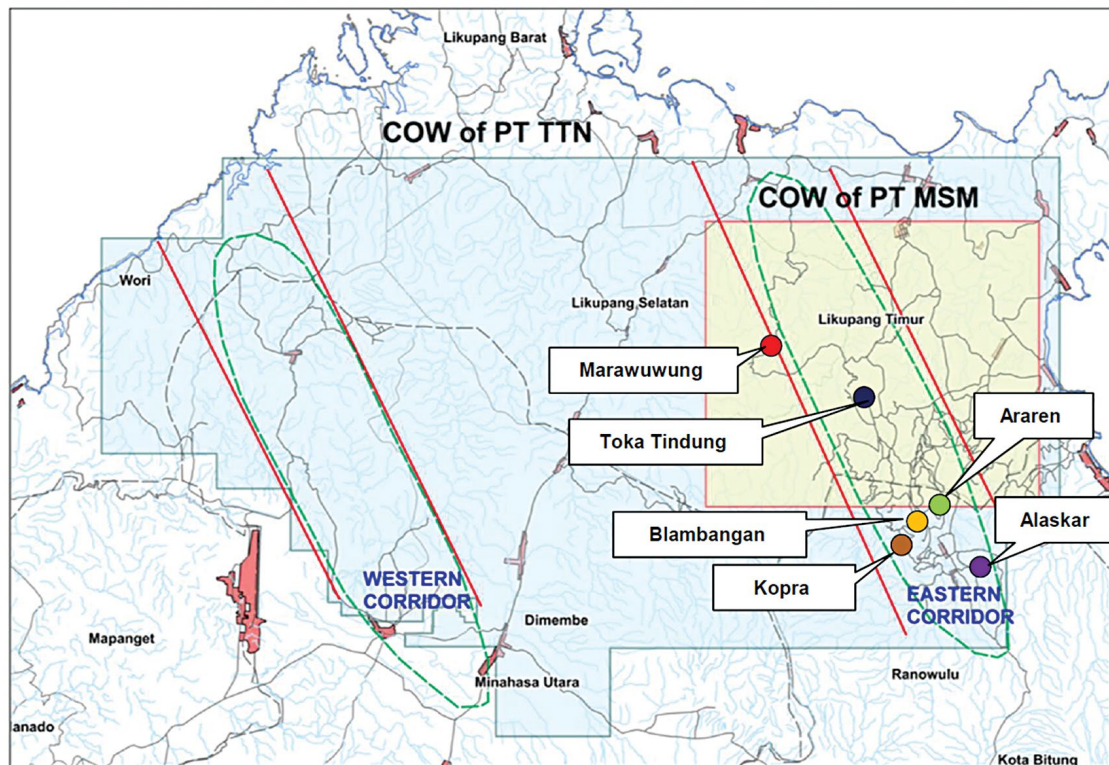 Likupang Barat
COW of PT TTN
COW of PT MSM
Wori
Likupang Selatan
Likupang Timur
Marawuwung
Toka Tindung
Araren
Blambangan
Alaskar
Kopra
WESTERN
CORRIDOR
EASTERN
CORRIDOR
Dimembe
Mapanget
Minahasa Utara
Ranowulu
anado
Kota Bitung